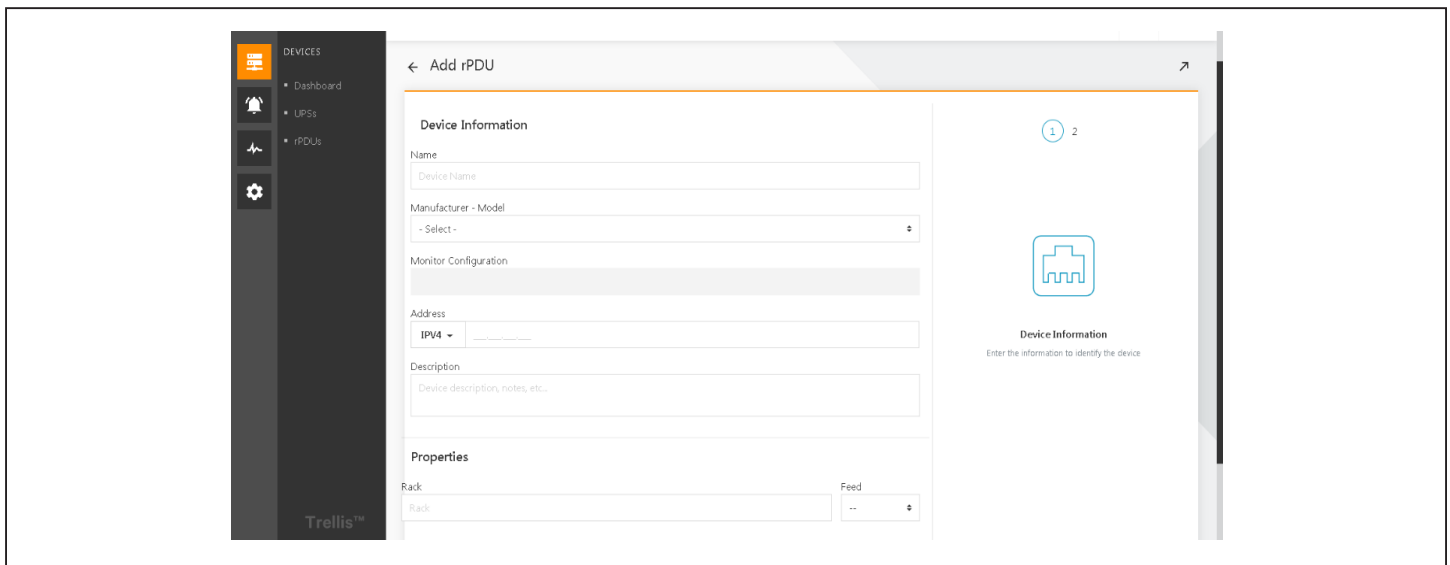 DEVICES
Dashboard
UPSs
rPDUs
Trellis™
Add rPDU
Device Information
Name
Device Name
Manufacturer - Model
- Select -
Monitor Configuration
Address
IPV4
Description
Device description, notes, etc..
Properties
Rack
Feed
Rack
--
1 2
Device Information
Enter the information to identify the device